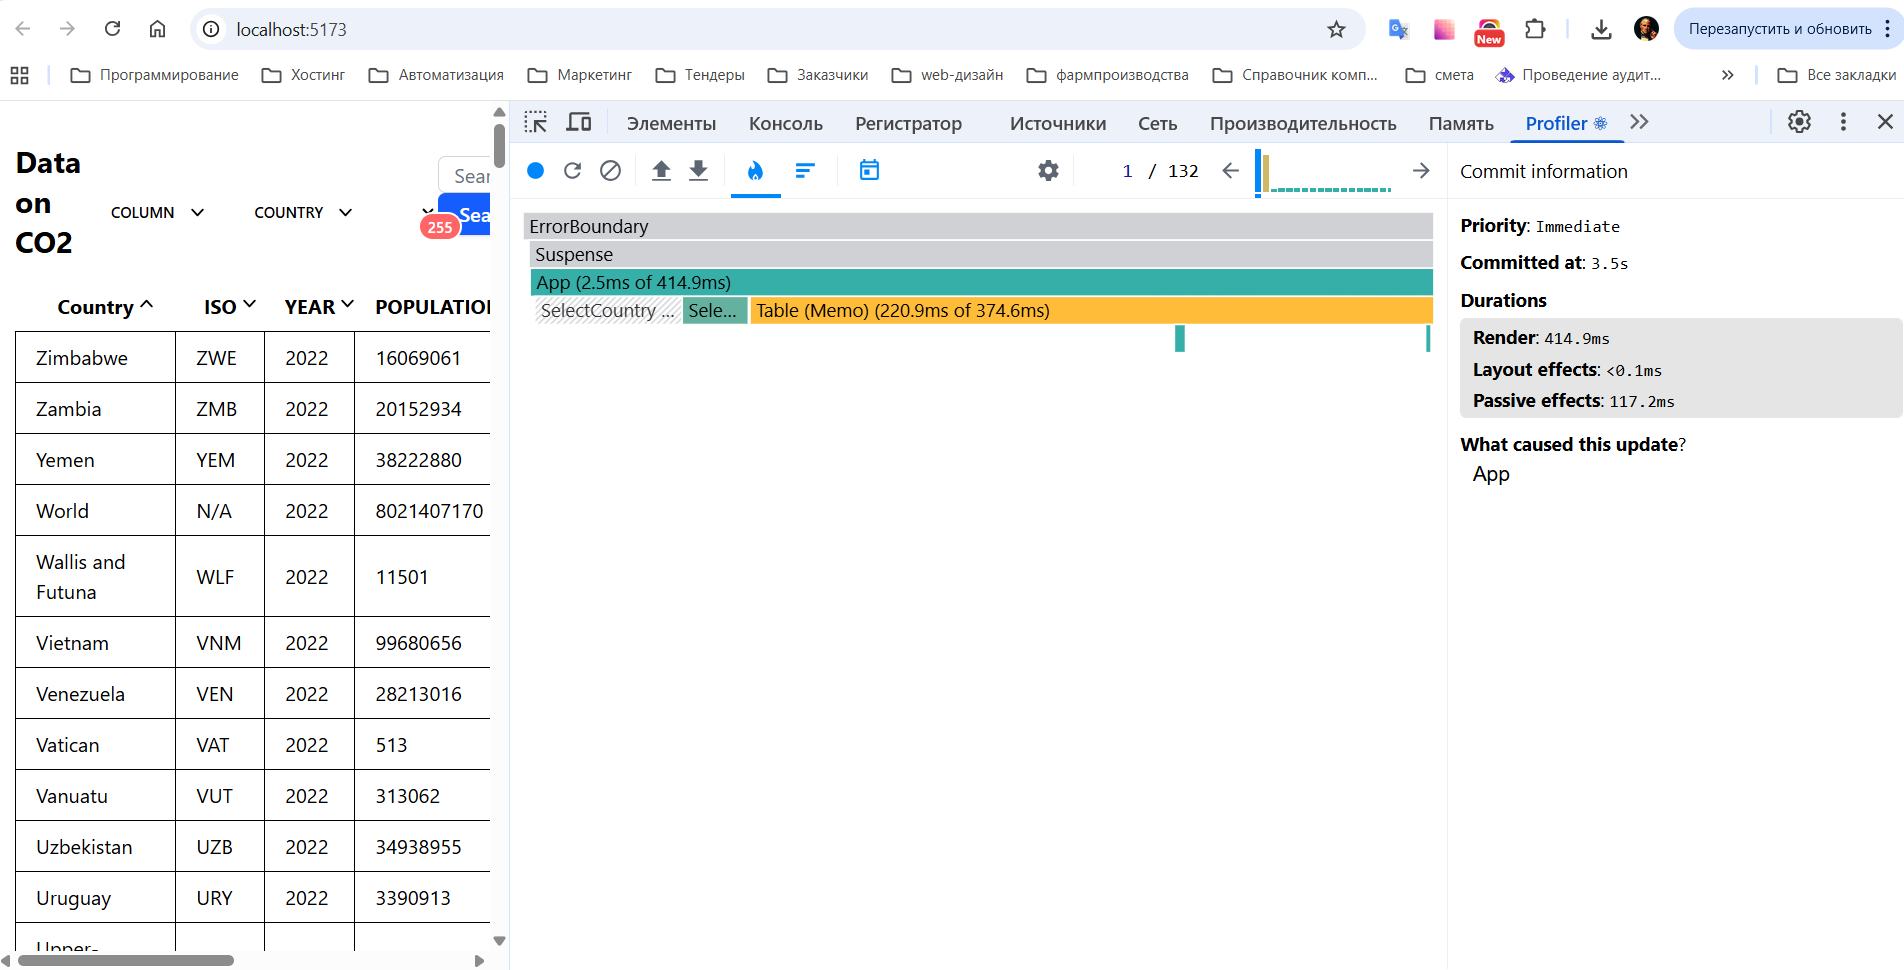 localhost:5173
New
Перезапустить и обновить
Программирование Хостинг Автоматизация Маркетинг Тендеры Заказчики web-дизайн фармпроизводства Справочник комп... смета Проведение аудит... Все закладки
Элементы Консоль Регистратор Источники Сеть Производительность Память Profiler
1 / 132
Data on CO2
COLUMN COUNTRY
Sear
Sea
255
Country ISO YEAR POPULATION
Zimbabwe ZWE 2022 16069061
Zambia ZMB 2022 20152934
Yemen YEM 2022 38222880
World N/A 2022 8021407170
Wallis and Futuna WLF 2022 11501
Vietnam VNM 2022 99680656
Venezuela VEN 2022 28213016
Vatican VAT 2022 513
Vanuatu VUT 2022 313062
Uzbekistan UZB 2022 34938955
Uruguay URY 2022 3390913
Upper-
ErrorBoundary
Suspense
App (2.5ms of 414.9ms)
SelectCountry ... Sele... Table (Memo) (220.9ms of 374.6ms)
Commit information
Priority: Immediate
Committed at: 3.5s
Durations
Render: 414.9ms
Layout effects: <0.1ms
Passive effects: 117.2ms
What caused this update?
App